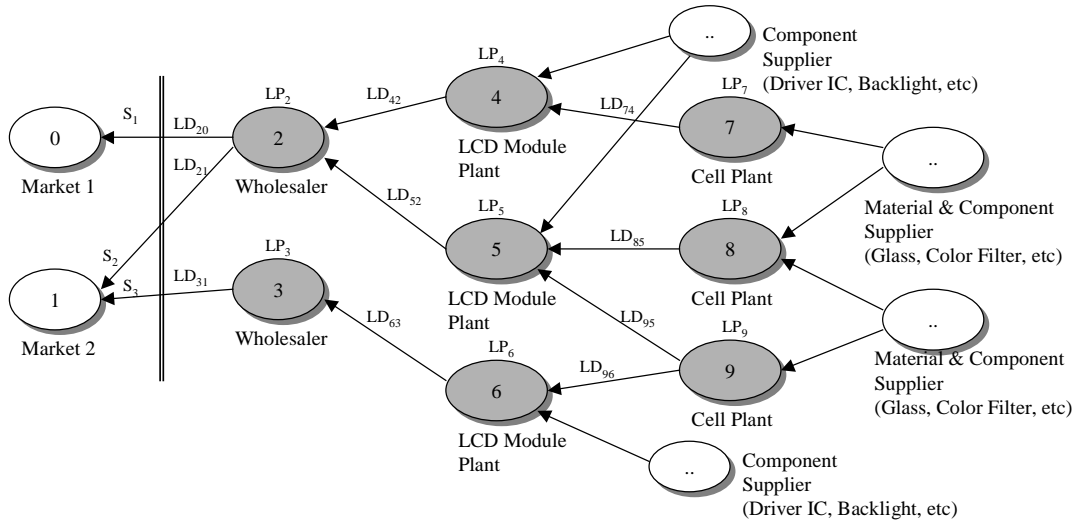 ..
Component
Supplier
(Driver IC, Backlight, etc)
LP4
4
LCD Module
Plant
LD42
LD74
LP7
7
Cell Plant
LP2
2
Wholesaler
S1
LD20
LD21
0
Market 1
..
Material & Component
Supplier
(Glass, Color Filter, etc)
LD52
LP5
5
LCD Module
Plant
LD85
LP8
8
Cell Plant
S2
S3
LD31
1
Market 2
LP3
3
Wholesaler
LD63
LD95
..
Material & Component
Supplier
(Glass, Color Filter, etc)
LP9
9
Cell Plant
LD96
LP6
6
LCD Module
Plant
..
Component
Supplier
(Driver IC, Backlight, etc)